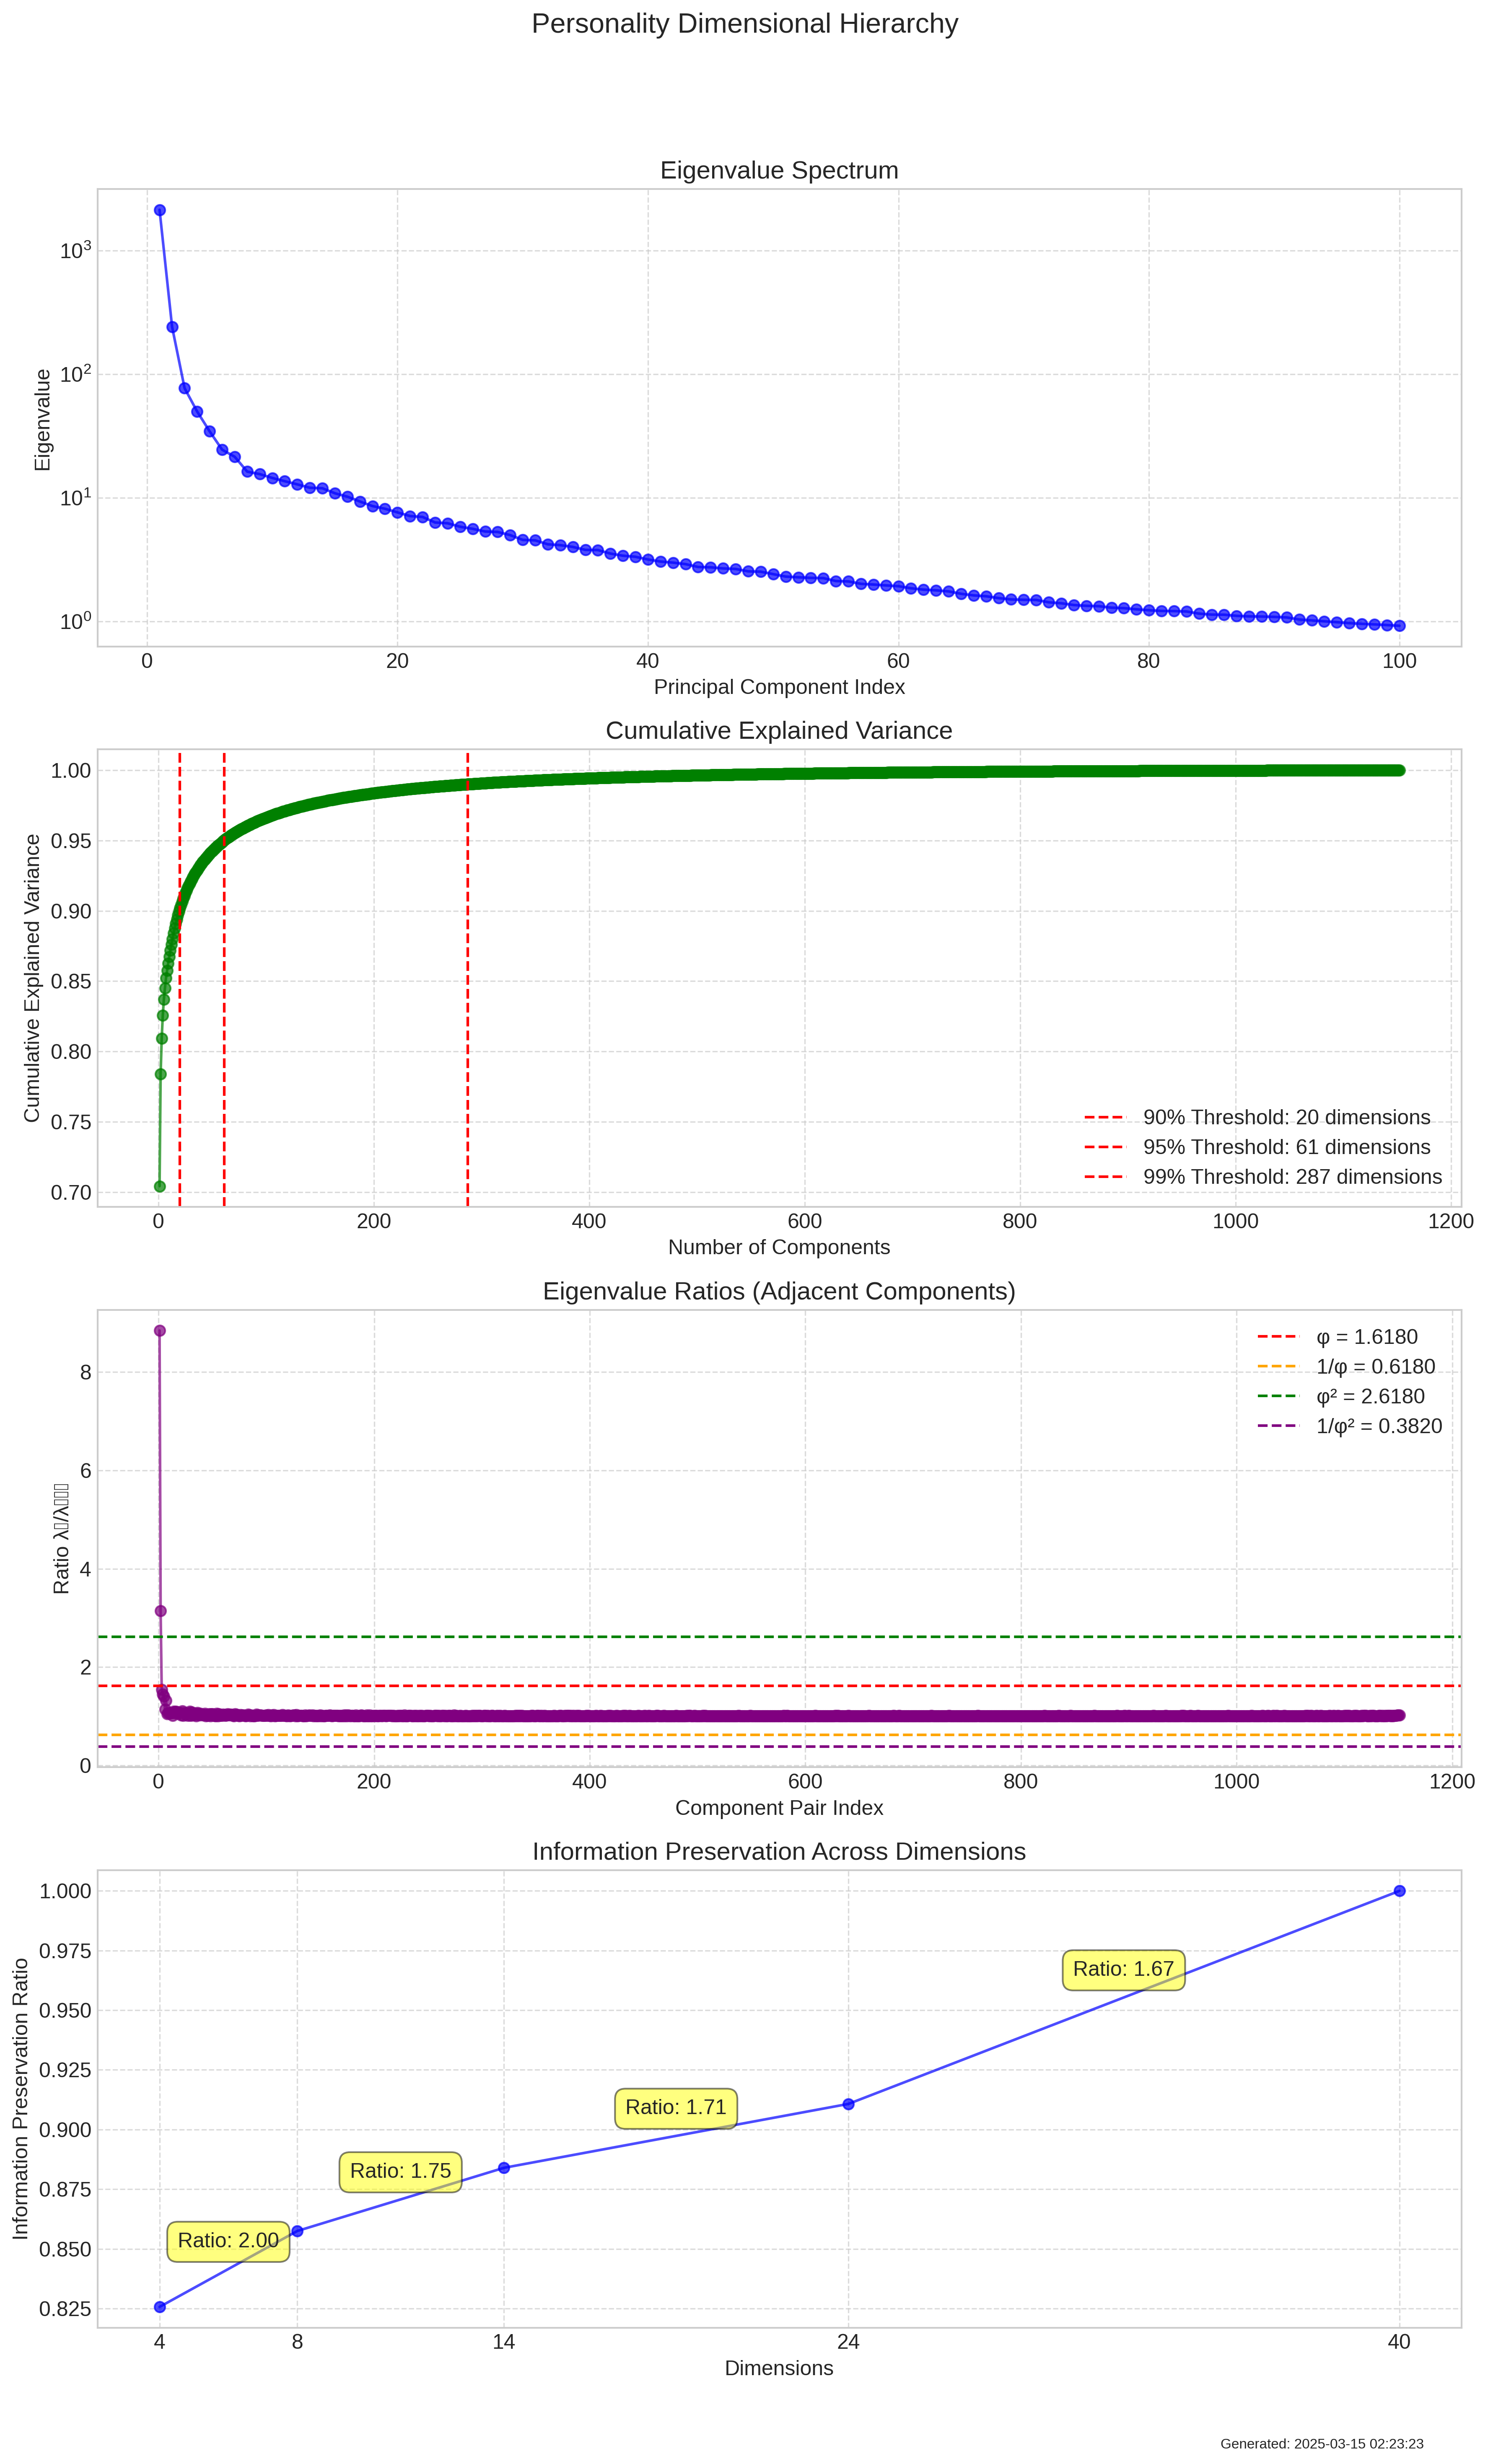 Personality Dimensional Hierarchy
Eigenvalue Spectrum
Eigenvalue
10³
10²
10¹
10⁰
0 20 40 60 80 100
Principal Component Index
Cumulative Explained Variance
Cumulative Explained Variance
1.00
0.95
0.90
0.85
0.80
0.75
0.70
90% Threshold: 20 dimensions
95% Threshold: 61 dimensions
99% Threshold: 287 dimensions
0 200 400 600 800 1000 1200
Number of Components
Eigenvalue Ratios (Adjacent Components)
Ratio λ▯/λ▯▯▯
8
6
4
2
0
φ = 1.6180
1/φ = 0.6180
φ² = 2.6180
1/φ² = 0.3820
0 200 400 600 800 1000 1200
Component Pair Index
Information Preservation Across Dimensions
Information Preservation Ratio
1.000
0.975
0.950
0.925
0.900
0.875
0.850
0.825
Ratio: 1.67
Ratio: 1.71
Ratio: 1.75
Ratio: 2.00
4 8 14 24 40
Dimensions
Generated: 2025-03-15 02:23:23